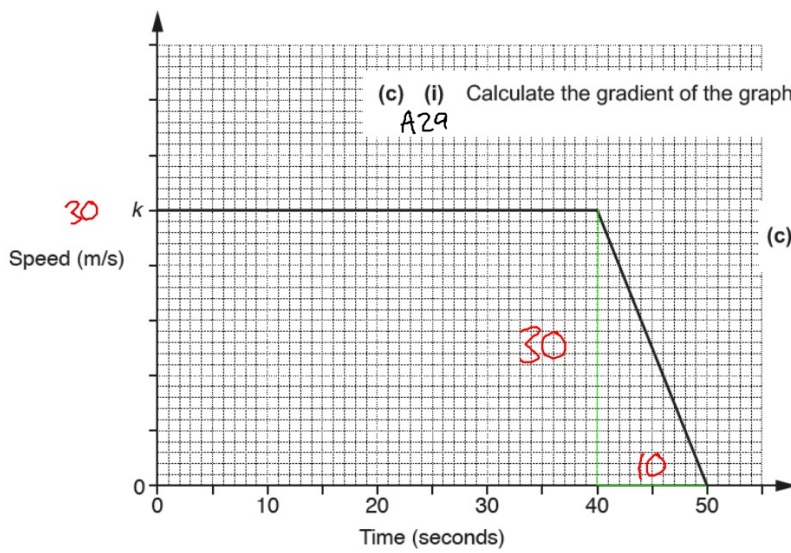 (c) (i) Calculate the gradient of the graph
A29
30 k
(c)
Speed (m/s)
30
10
0
0 10 20 30 40 50
Time (seconds)